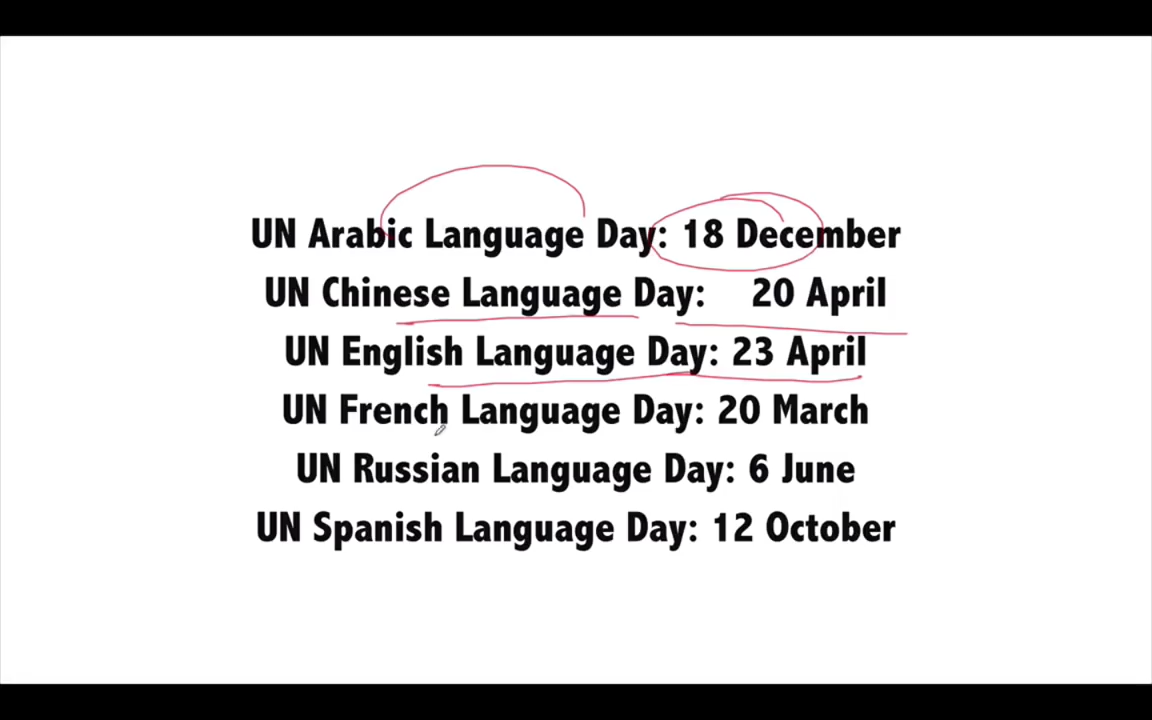 UN Arabic Language Day: 18 December
UN Chinese Language Day: 20 April
UN English Language Day: 23 April
UN French Language Day: 20 March
UN Russian Language Day: 6 June
UN Spanish Language Day: 12 October